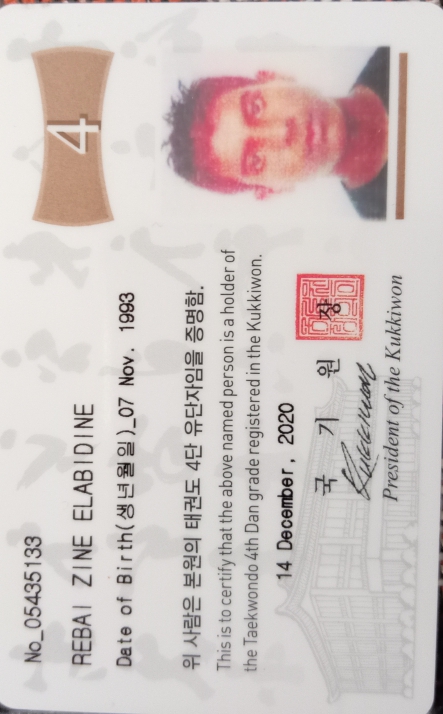 4
No_05435133
REBAI ZINE ELABIDINE
Date of Birth(생년월일)_07 Nov. 1993
위 사람은 본원의 태권도 4단 유단자임을 증명함.
This is to certify that the above named person is a holder of
the Taekwondo 4th Dan grade registered in the Kukkiwon.
14 December, 2020
국 기 원 장
President of the Kukkiwon